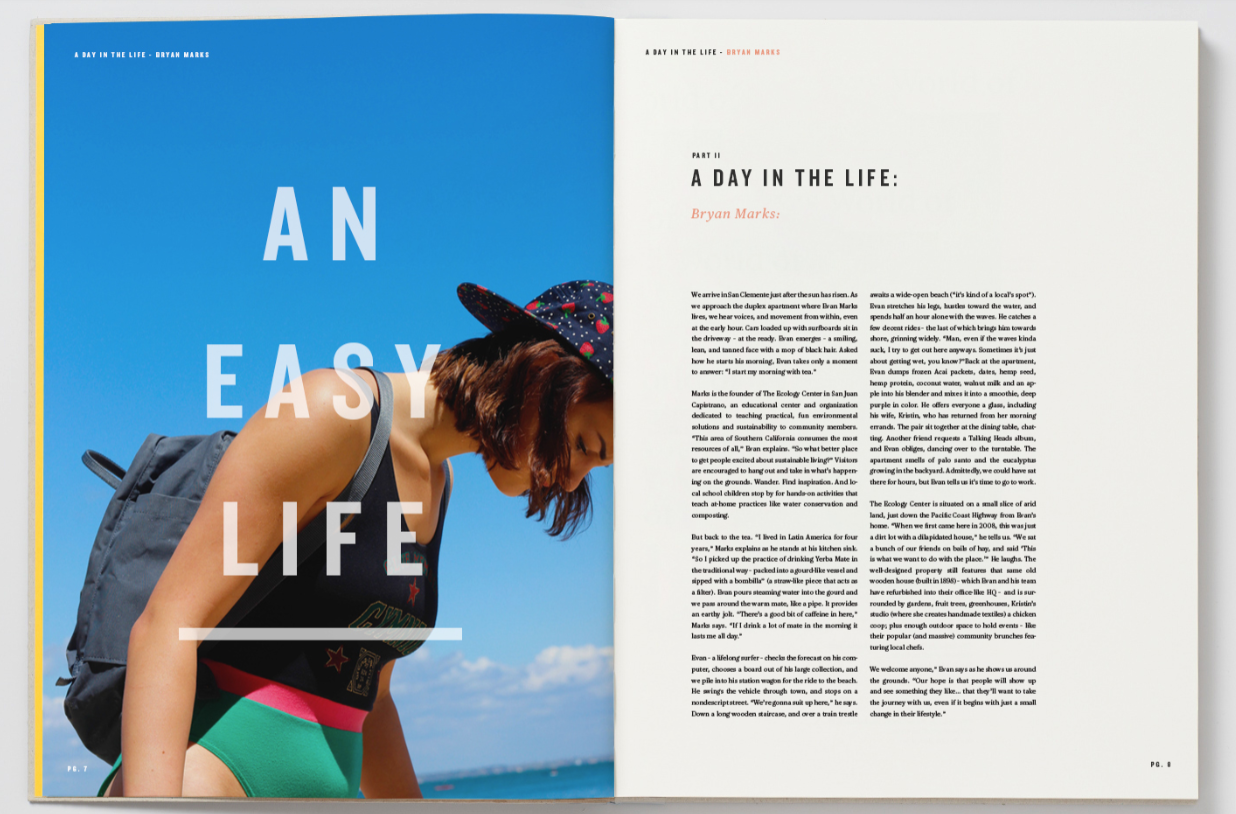 A DAY IN THE LIFE - BRYAN MARKS
AN
EASY
LIFE
PG. 7
A DAY IN THE LIFE - BRYAN MARKS
PART II
A DAY IN THE LIFE:
Bryan Marks:
We arrive in San Clemente just after the sun has risen. As
we approach the duplex apartment where Evan Marks
lives, we hear voices, and movement from within, even
at the early hour. Cars loaded up with surfboards sit in
the driveway – at the ready. Evan emerges – a smiling,
lean, and tanned face with a mop of black hair. Asked
how he starts his morning, Evan takes only a moment
to answer: "I start my morning with tea."
Marks is the founder of The Ecology Center in San Juan
Capistrano, an educational center and organization
dedicated to teaching practical, fun environmental
solutions and sustainability to community members.
"This area of Southern California consumes the most
resources of all," Evan explains. "So what better place
to get people excited about sustainable living?" Visitors
are encouraged to hang out and take in what's happen-
ing on the grounds. Wander. Find inspiration. And lo-
cal school children stop by for hands-on activities that
teach at-home practices like water conservation and
composting.
But back to the tea. "I lived in Latin America for four
years," Marks explains as he stands at his kitchen sink.
"So I picked up the practice of drinking Yerba Mate in
the traditional way – packed into a gourd-like vessel and
sipped with a bombilla" (a straw-like piece that acts as
a filter). Evan pours steaming water into the gourd and
we pass around the warm mate, like a pipe. It provides
an earthy jolt. "There's a good bit of caffeine in here,"
Marks says. "If I drink a lot of mate in the morning it
lasts me all day."
Evan – a lifelong surfer – checks the forecast on his com-
puter, chooses a board out of his large collection, and
we pile into his station wagon for the ride to the beach.
He swings the vehicle through town, and stops on a
nondescript street. "We're gonna suit up here," he says.
Down a long wooden staircase, and over a train trestle
awaits a wide-open beach ("it's kind of a local's spot").
Evan stretches his legs, hustles toward the water, and
spends half an hour alone with the waves. He catches a
few decent rides – the last of which brings him towards
shore, grinning widely. "Man, even if the waves kinda
suck, I try to get out here anyways. Sometimes it's just
about getting wet, you know?" Back at the apartment,
Evan dumps frozen Acai packets, dates, hemp seed,
hemp protein, coconut water, walnut milk and an ap-
ple into his blender and mixes it into a smoothie, deep
purple in color. He offers everyone a glass, including
his wife, Kristin, who has returned from her morning
errands. The pair sit together at the dining table, chat-
ting. Another friend requests a Talking Heads album,
and Evan obliges, dancing over to the turntable. The
apartment smells of palo santo and the eucalyptus
growing in the backyard. Admittedly, we could have sat
there for hours, but Evan tells us it's time to go to work.
The Ecology Center is situated on a small slice of arid
land, just down the Pacific Coast Highway from Evan's
home. "When we first came here in 2008, this was just
a dirt lot with a dilapidated house," he tells us. "We sat
a bunch of our friends on bails of hay, and said 'This
is what we want to do with the place.'" He laughs. The
well-designed property still features that same old
wooden house (built in 1898) – which Evan and his team
have refurbished into their office-like HQ – and is sur-
rounded by gardens, fruit trees, greenhouses, Kristin's
studio (where she creates handmade textiles) a chicken
coop; plus enough outdoor space to hold events – like
their popular (and massive) community brunches fea-
turing local chefs.
We welcome anyone," Evan says as he shows us around
the grounds. "Our hope is that people will show up
and see something they like... that they'll want to take
the journey with us, even if it begins with just a small
change in their lifestyle."
PG. 8